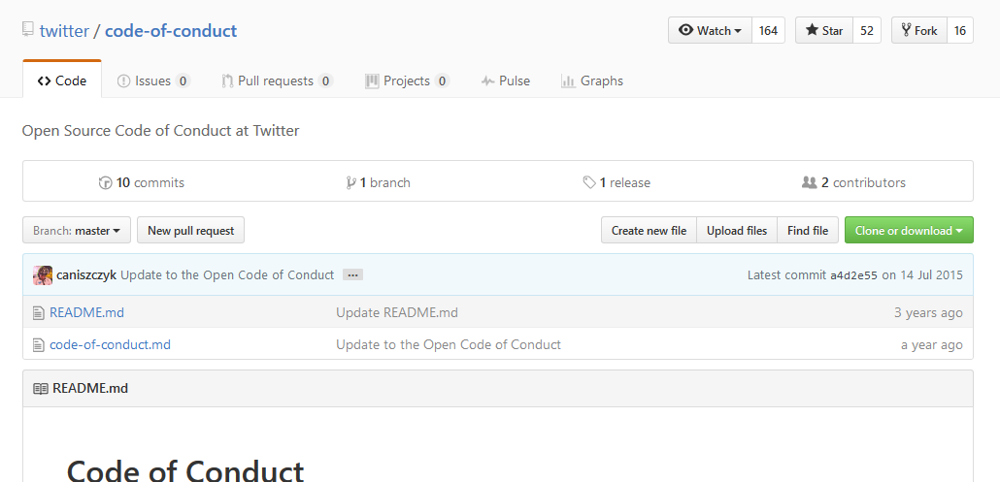 twitter / code-of-conduct Watch 164 Star 52 Fork 16
Code Issues 0 Pull requests 0 Projects 0 Pulse Graphs
Open Source Code of Conduct at Twitter
10 commits 1 branch 1 release 2 contributors
Branch: master New pull request Create new file Upload files Find file Clone or download
caniszczyk Update to the Open Code of Conduct ... Latest commit a4d2e55 on 14 Jul 2015
README.md Update README.md 3 years ago
code-of-conduct.md Update to the Open Code of Conduct a year ago
README.md
Code of Conduct